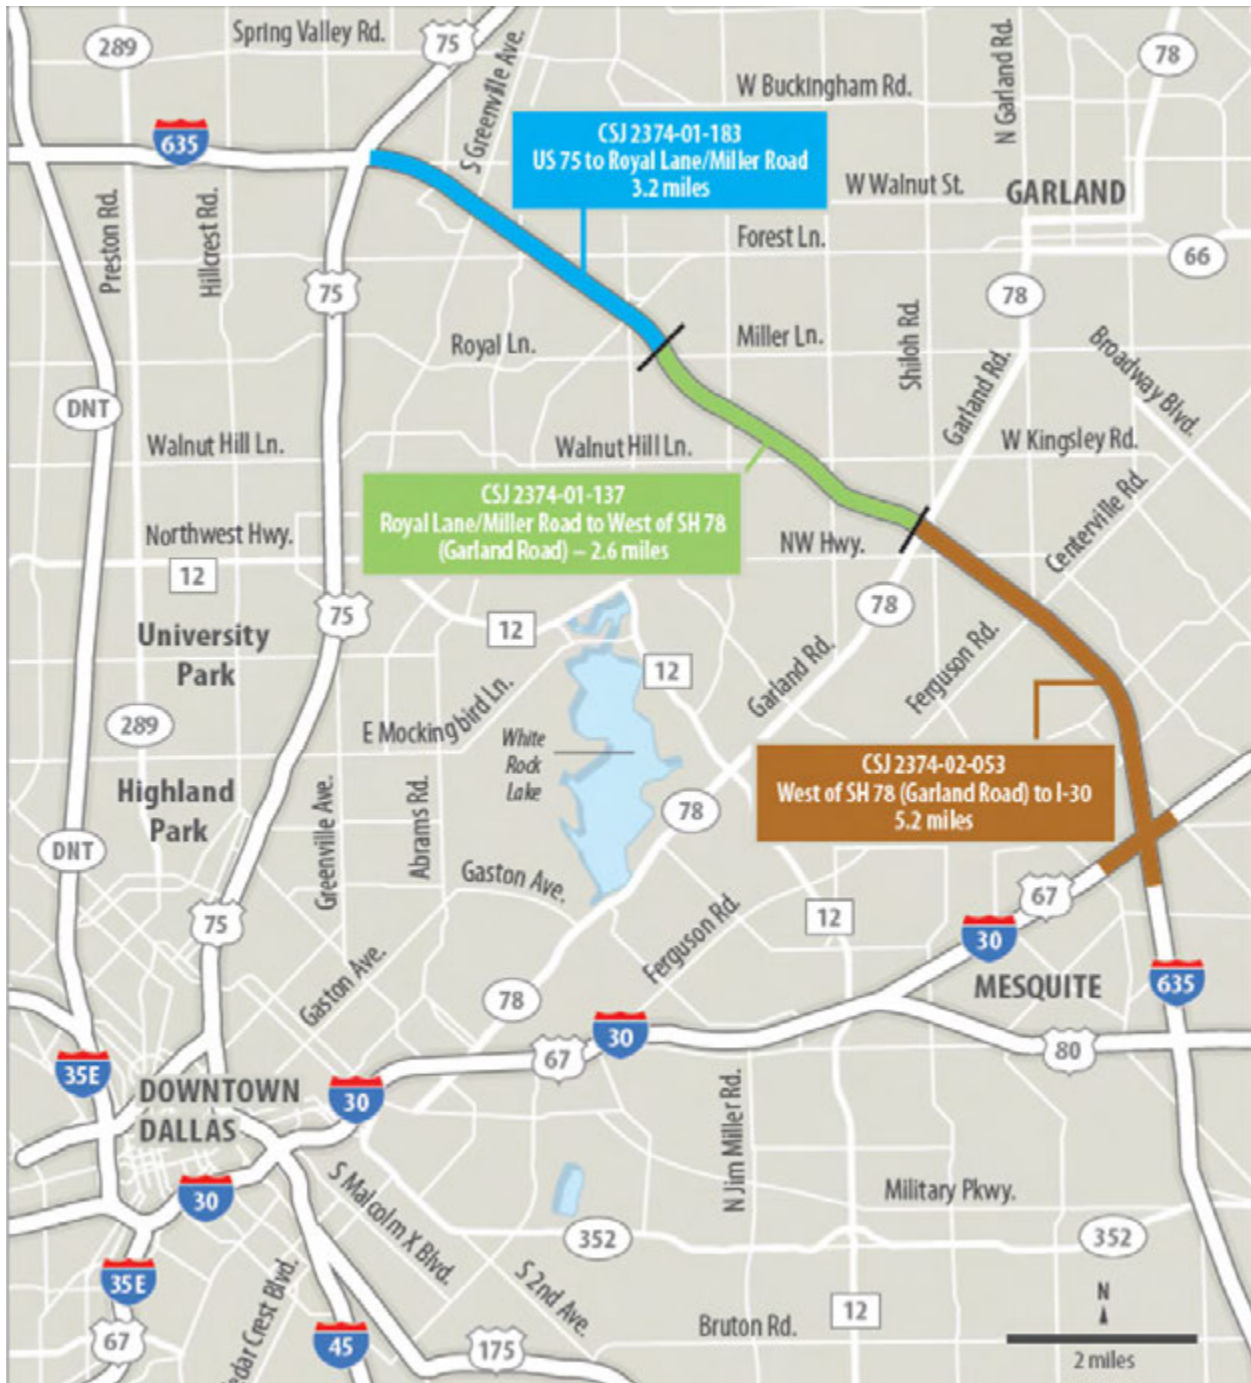 289
Spring Valley Rd.
75
S Greenville Ave.
N Garland Rd.
78
W Buckingham Rd.
635
CSJ 2374-01-183
US 75 to Royal Lane/Miller Road
3.2 miles
W Walnut St.
GARLAND
Preston Rd.
Hillcrest Rd.
Forest Ln.
66
75
78
Royal Ln.
Miller Ln.
Shiloh Rd.
Garland Rd.
Broadway Blvd.
DNT
Walnut Hill Ln.
Walnut Hill Ln.
W Kingsley Rd.
CSJ 2374-01-137
Royal Lane/Miller Road to West of SH 78
(Garland Road) – 2.6 miles
Centerville Rd.
Northwest Hwy.
NW Hwy.
12
78
75
12
University
Park
12
Garland Rd.
Ferguson Rd.
289
E Mockingbird Ln.
White
Rock
Lake
CSJ 2374-02-053
West of SH 78 (Garland Road) to I-30
5.2 miles
Highland
Park
78
Greenville Ave.
Abrams Rd.
DNT
Gaston Ave.
67
75
12
30
Ferguson Rd.
Gaston Ave.
MESQUITE
635
78
30
67
80
35E
DOWNTOWN
DALLAS
30
N Jim Miller Rd.
30
S Malcolm X Blvd.
Military Pkwy.
352
352
35E
S 2nd Ave.
N
12
Bruton Rd.
67
45
175
2 miles